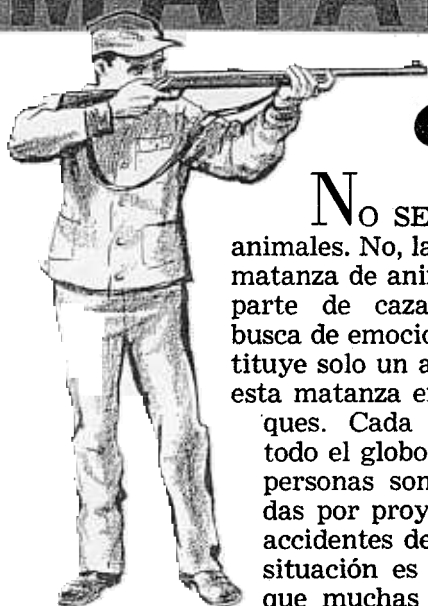 NO SE
animales. No, la
matanza de ani
parte de caza
busca de emocio
tituye solo un a
esta matanza e
ques. Cada
todo el globo
personas son
das por proy
accidentes de
situación es
que muchas